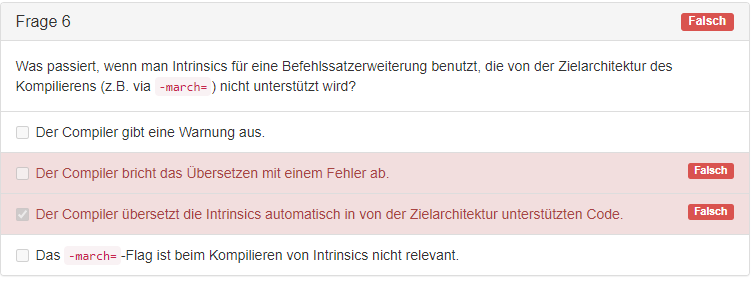 Frage 6 Falsch
Was passiert, wenn man Intrinsics für eine Befehlssatzerweiterung benutzt, die von der Zielarchitektur des
Kompilierens (z.B. via -march= ) nicht unterstützt wird?
Der Compiler gibt eine Warnung aus.
Der Compiler bricht das Übersetzen mit einem Fehler ab. Falsch
Der Compiler übersetzt die Intrinsics automatisch in von der Zielarchitektur unterstützten Code. Falsch
Das -march= -Flag ist beim Kompilieren von Intrinsics nicht relevant.